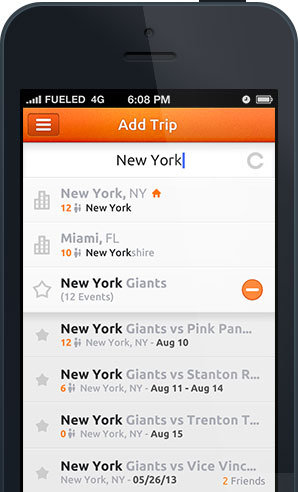 FUELED 4G 6:08 PM
Add Trip
New York
New York, NY
12 New York
Miami, FL
10 New Yorkshire
New York Giants
(12 Events)
New York Giants vs Pink Pan...
12 - New York, NY - Aug 10
New York Giants vs Stanton R...
6 - New York, NY - Aug 11 - Aug 14
New York Giants vs Trenton T...
0 - New York, NY - Aug 15
New York Giants vs Vice Vinc...
New York, NY - 05/26/13 2 Friends